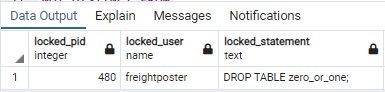 Data Output Explain Messages Notifications
locked_pid locked_user locked_statement
integer name text
1 480 freightposter DROP TABLE zero_or_one;